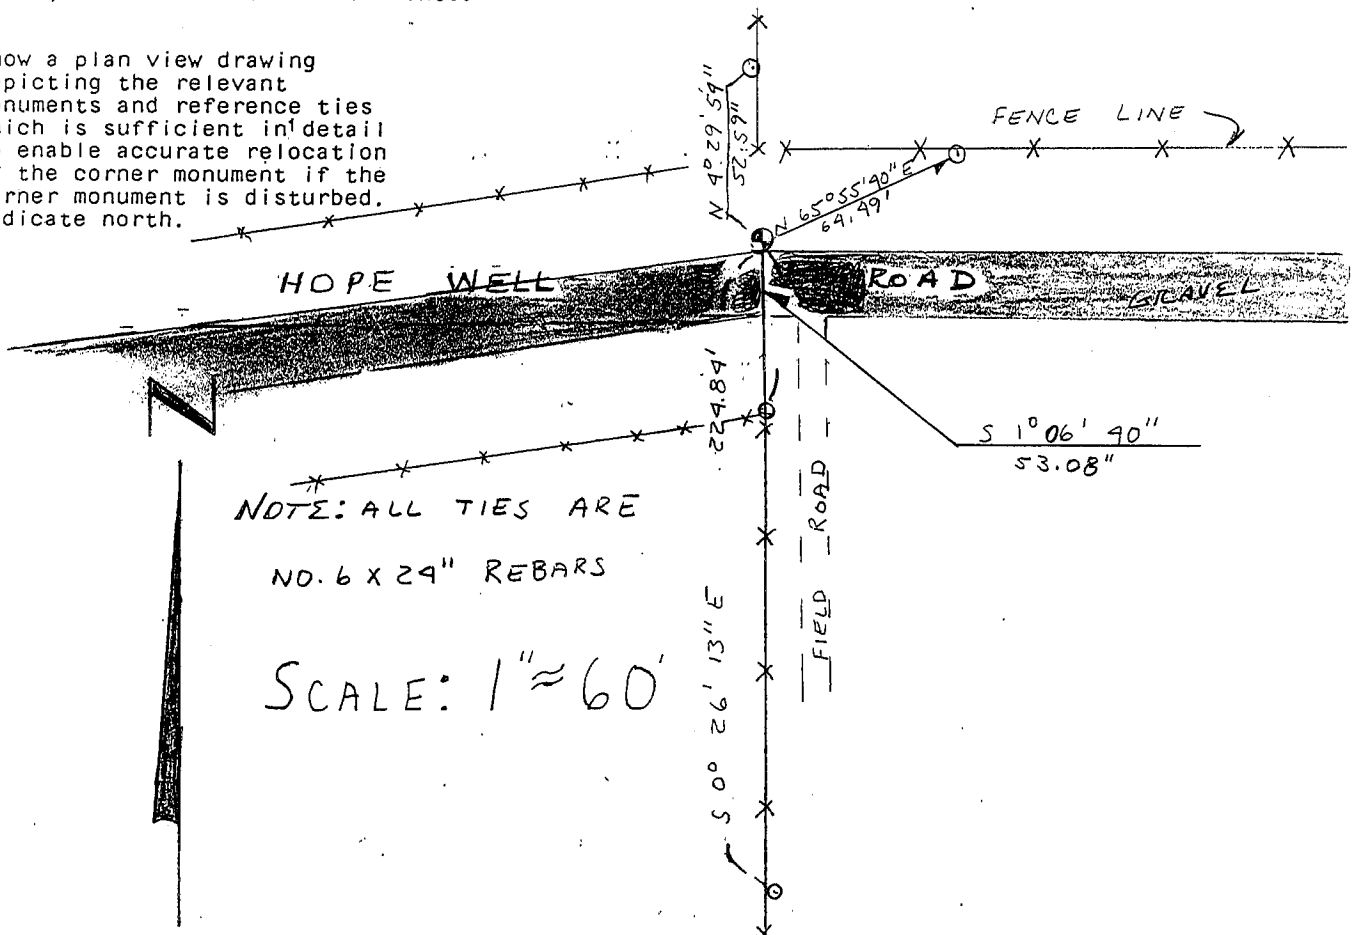 ow a plan view drawing
picting the relevant
numents and reference ties
ich is sufficient in detail
enable accurate relocation
the corner monument if the
rner monument is disturbed.
dicate north.
N 4° 29' 54"
52.59"
FENCE LINE
N 65° 55' 40" E
64.49'
HOPE WELL ROAD
GRAVEL
224.84'
S 1° 06' 40"
53.08"
NOTE: ALL TIES ARE
NO. 6 X 24" REBARS
SCALE: 1" ≈ 60'
S 0° 26' 13" E
FIELD ROAD
N